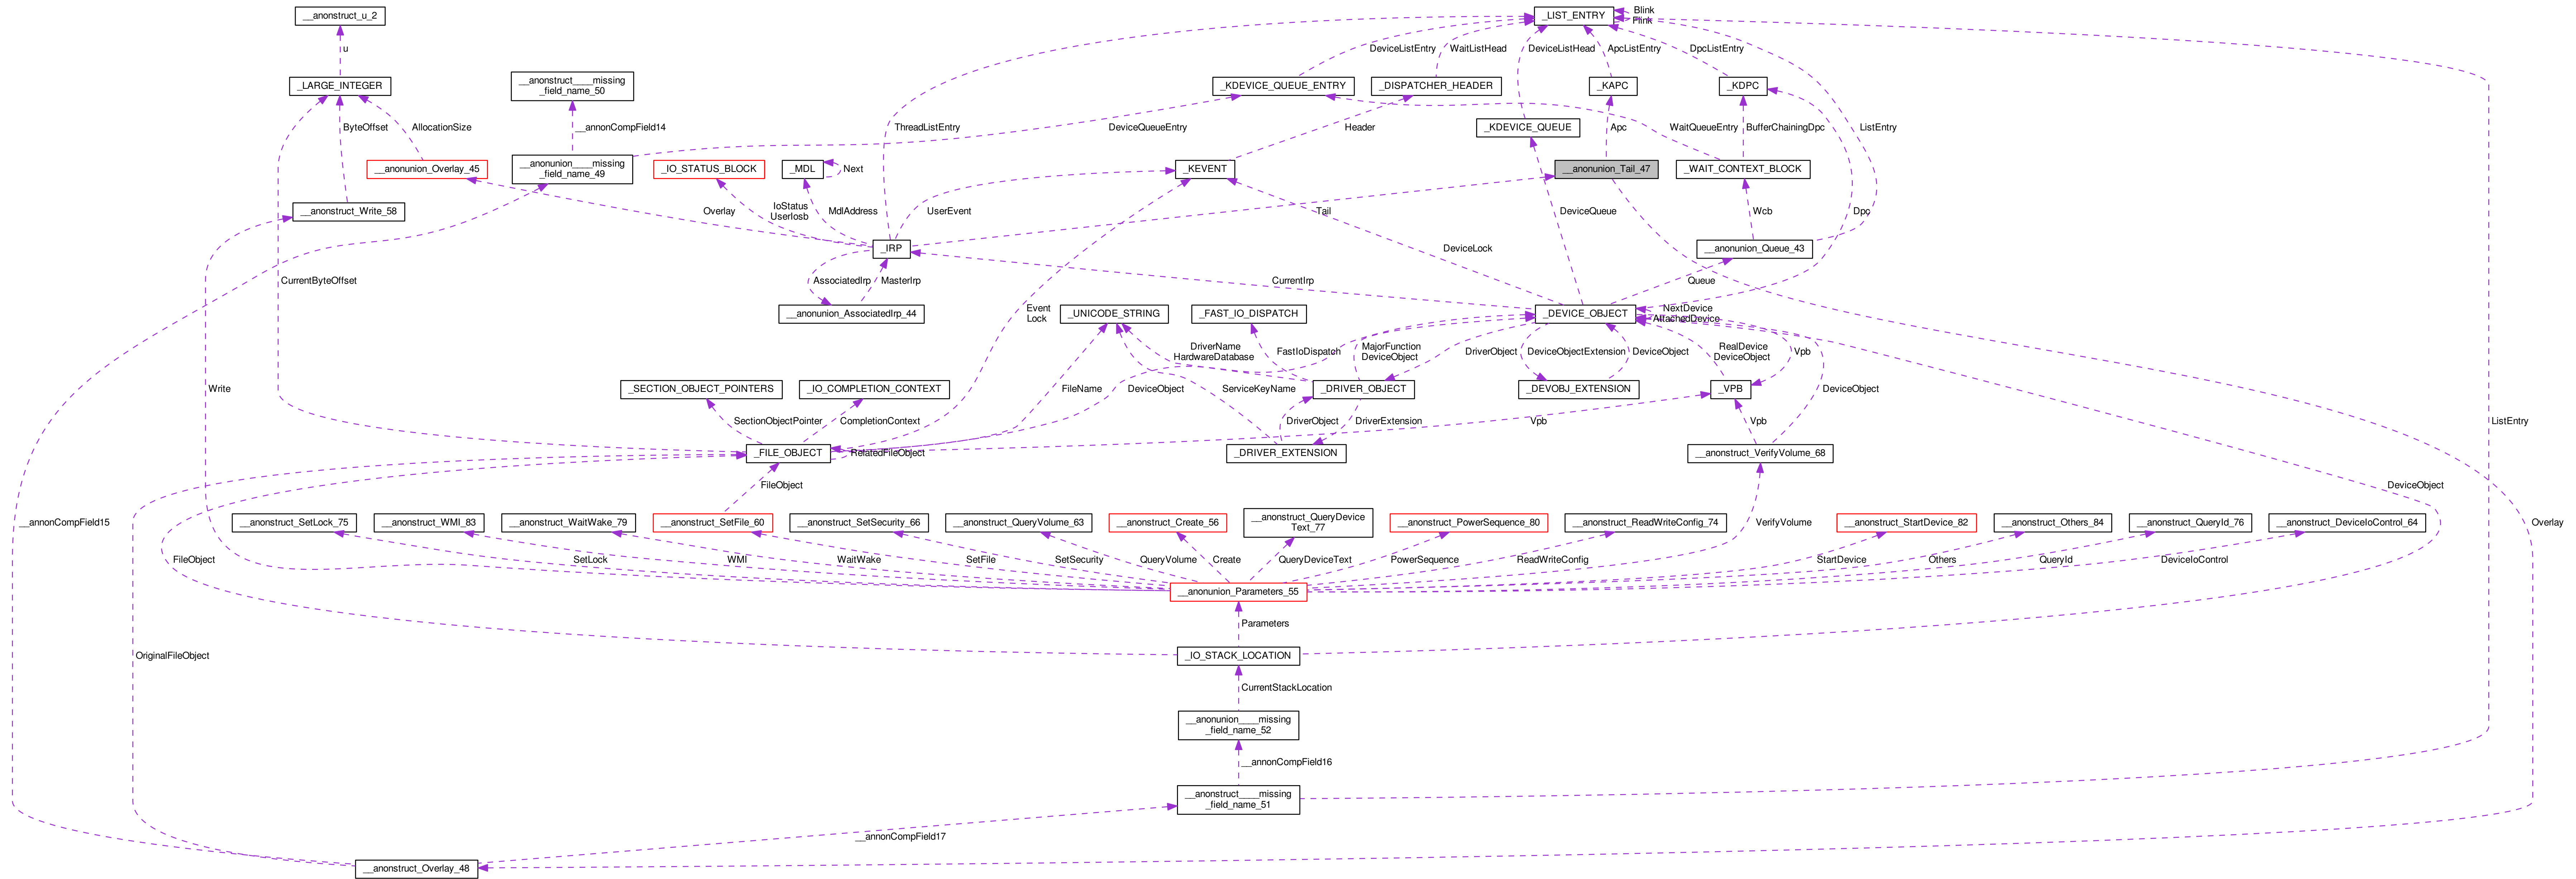 __anonstruct_u_2
_LIST_ENTRY
Blink
Flink
u
DeviceListEntry
WaitListHead
DeviceListHead
ApcListEntry
DpcListEntry
_LARGE_INTEGER
__anonstruct____missing
_field_name_50
_KDEVICE_QUEUE_ENTRY
_DISPATCHER_HEADER
_KAPC
_KDPC
ByteOffset
AllocationSize
__annonCompField14
ThreadListEntry
DeviceQueueEntry
Header
_KDEVICE_QUEUE
Apc
WaitQueueEntry
BufferChainingDpc
ListEntry
__anonunion_Overlay_45
__anonunion____missing
_field_name_49
_IO_STATUS_BLOCK
_MDL
Next
_KEVENT
__anonunion_Tail_47
_WAIT_CONTEXT_BLOCK
__anonstruct_Write_58
Overlay
IoStatus
UserIosb
MdlAddress
UserEvent
Tail
DeviceQueue
Wcb
Dpc
_IRP
DeviceLock
__anonunion_Queue_43
CurrentByteOffset
AssociatedIrp
MasterIrp
CurrentIrp
Queue
__anonunion_AssociatedIrp_44
Event
Lock
_UNICODE_STRING
_FAST_IO_DISPATCH
_DEVICE_OBJECT
NextDevice
AttachedDevice
DriverName
HardwareDatabase
FastIoDispatch
MajorFunction
DeviceObject
DriverObject
DeviceObjectExtension
DeviceObject
RealDevice
DeviceObject
Vpb
Write
_SECTION_OBJECT_POINTERS
_IO_COMPLETION_CONTEXT
FileName
DeviceObject
ServiceKeyName
_DRIVER_OBJECT
_DEVOBJ_EXTENSION
_VPB
DeviceObject
SectionObjectPointer
CompletionContext
DriverObject
DriverExtension
Vpb
Vpb
ListEntry
_FILE_OBJECT
RelatedFileObject
_DRIVER_EXTENSION
__anonstruct_VerifyVolume_68
FileObject
DeviceObject
__annonCompField15
__anonstruct_SetLock_75
__anonstruct_WMI_83
__anonstruct_WaitWake_79
__anonstruct_SetFile_60
__anonstruct_SetSecurity_66
__anonstruct_QueryVolume_63
__anonstruct_Create_56
__anonstruct_QueryDevice
Text_77
__anonstruct_PowerSequence_80
__anonstruct_ReadWriteConfig_74
VerifyVolume
__anonstruct_StartDevice_82
__anonstruct_Others_84
__anonstruct_QueryId_76
__anonstruct_DeviceIoControl_64
Overlay
FileObject
SetLock
WMI
WaitWake
SetFile
SetSecurity
QueryVolume
Create
QueryDeviceText
PowerSequence
ReadWriteConfig
StartDevice
Others
QueryId
DeviceIoControl
__anonunion_Parameters_55
Parameters
OriginalFileObject
_IO_STACK_LOCATION
CurrentStackLocation
__anonunion____missing
_field_name_52
__annonCompField16
__anonstruct____missing
_field_name_51
__annonCompField17
__anonstruct_Overlay_48